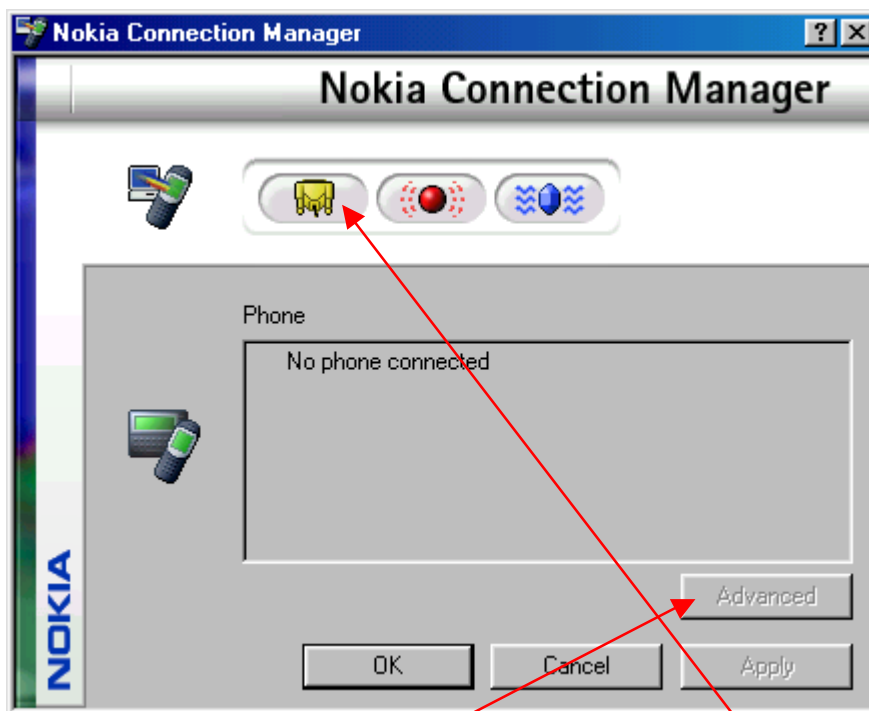 Nokia Connection Manager
Nokia Connection Manager
Phone
No phone connected
Advanced
OK Cancel Apply
NOKIA